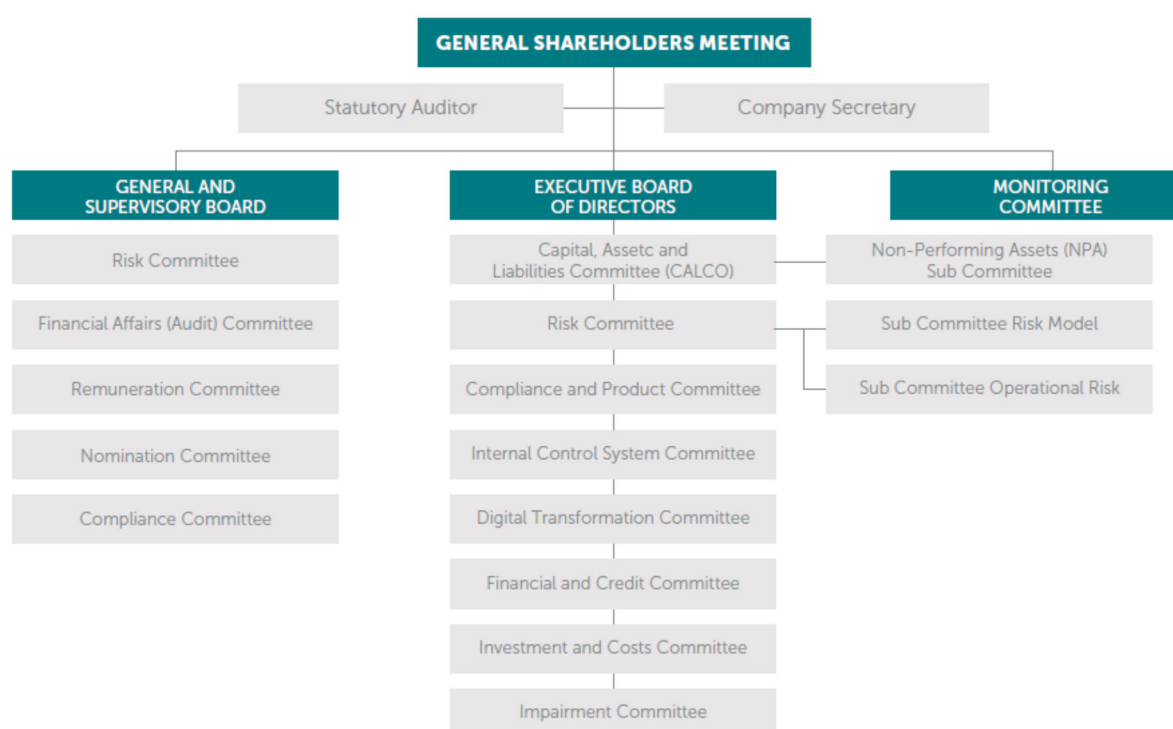 GENERAL SHAREHOLDERS MEETING
Statutory Auditor
Company Secretary
GENERAL AND
SUPERVISORY BOARD
EXECUTIVE BOARD
OF DIRECTORS
MONITORING
COMMITTEE
Risk Committee
Capital, Assetc and
Liabilities Committee (CALCO)
Non-Performing Assets (NPA)
Sub Committee
Financial Affairs (Audit) Committee
Risk Committee
Sub Committee Risk Model
Remuneration Committee
Compliance and Product Committee
Sub Committee Operational Risk
Nomination Committee
Internal Control System Committee
Compliance Committee
Digital Transformation Committee
Financial and Credit Committee
Investment and Costs Committee
Impairment Committee